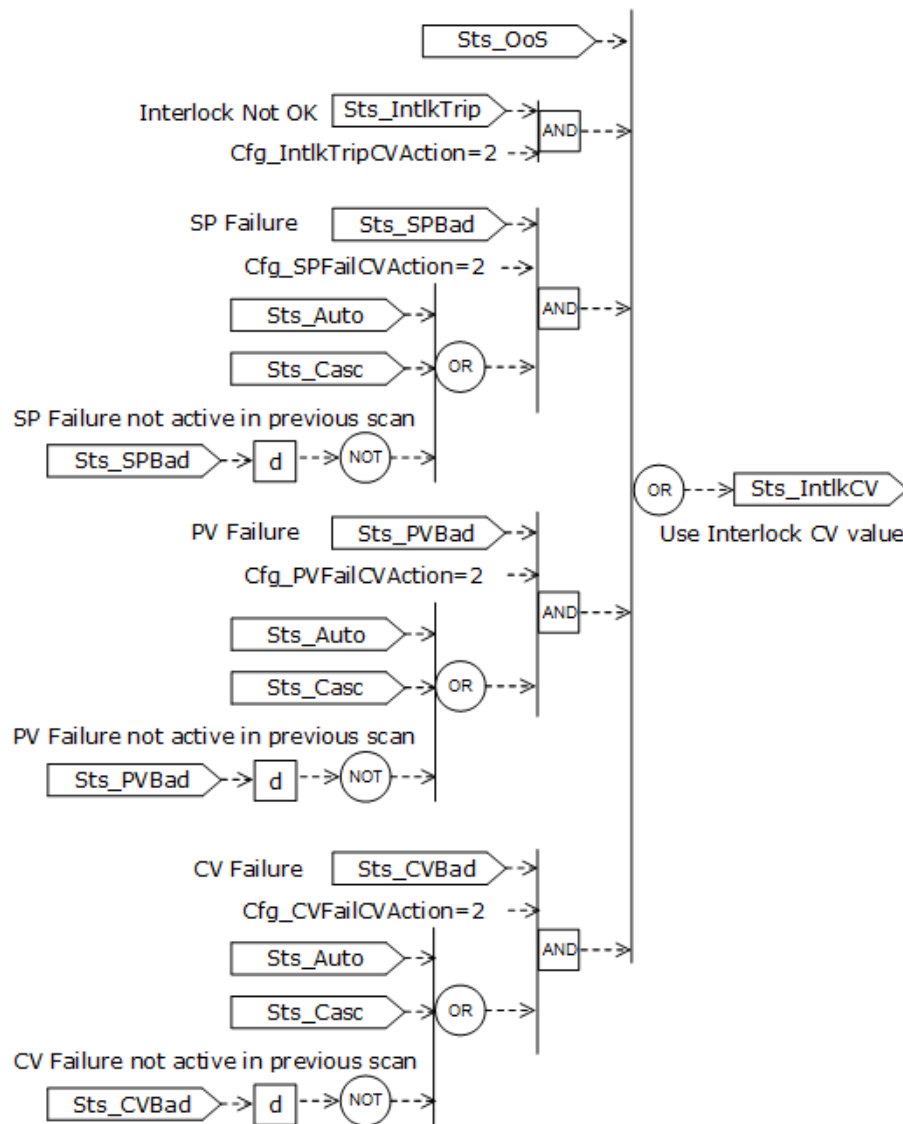 Sts_OoS
Interlock Not OK
Sts_IntlkTrip
AND
Cfg_IntlkTripCVAction=2
SP Failure
Sts_SPBad
Cfg_SPFailCVAction=2
AND
Sts_Auto
Sts_Casc
OR
SP Failure not active in previous scan
Sts_SPBad
d
NOT
OR
Sts_IntlkCV
Use Interlock CV value
PV Failure
Sts_PVBad
Cfg_PVFailCVAction=2
AND
Sts_Auto
Sts_Casc
OR
PV Failure not active in previous scan
Sts_PVBad
d
NOT
CV Failure
Sts_CVBad
Cfg_CVFailCVAction=2
AND
Sts_Auto
Sts_Casc
OR
CV Failure not active in previous scan
Sts_CVBad
d
NOT